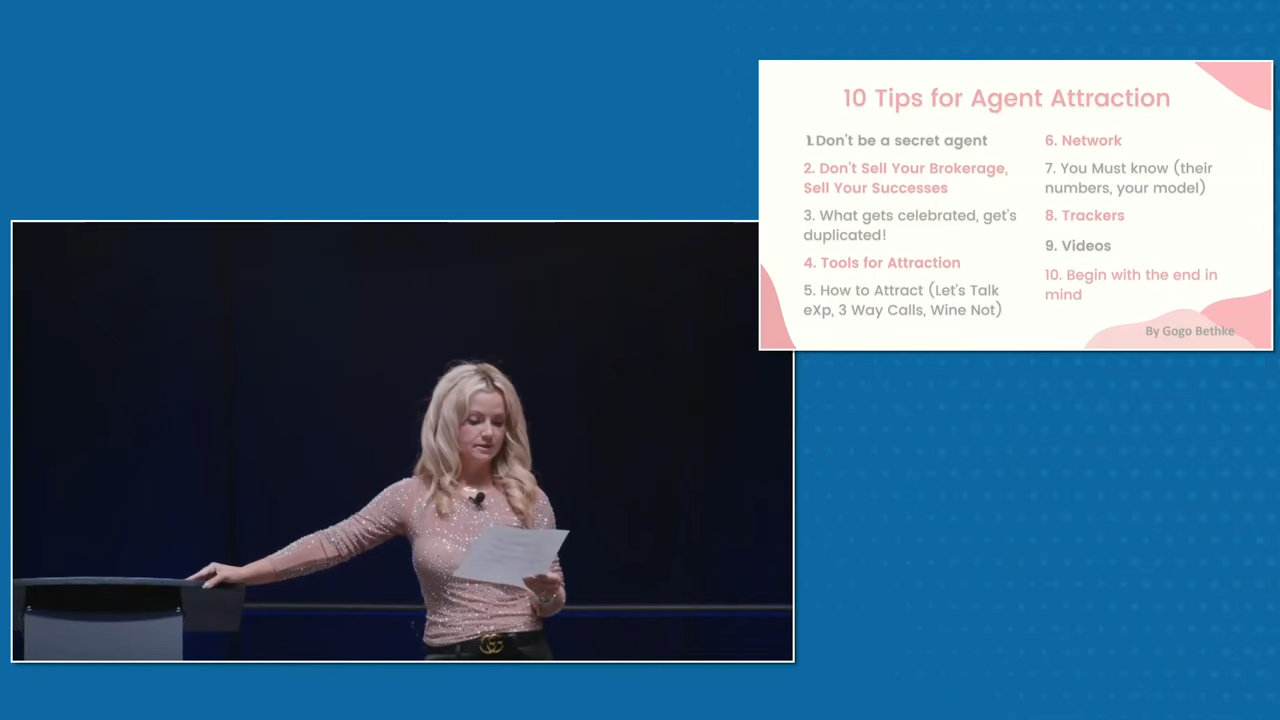 10 Tips for Agent Attraction
1. Don't be a secret agent
2. Don't Sell Your Brokerage,
Sell Your Successes
3. What gets celebrated, get's
duplicated!
4. Tools for Attraction
5. How to Attract (Let's Talk
eXp, 3 Way Calls, Wine Not)
6. Network
7. You Must know (their
numbers, your model)
8. Trackers
9. Videos
10. Begin with the end in
mind
By Gogo Bethke